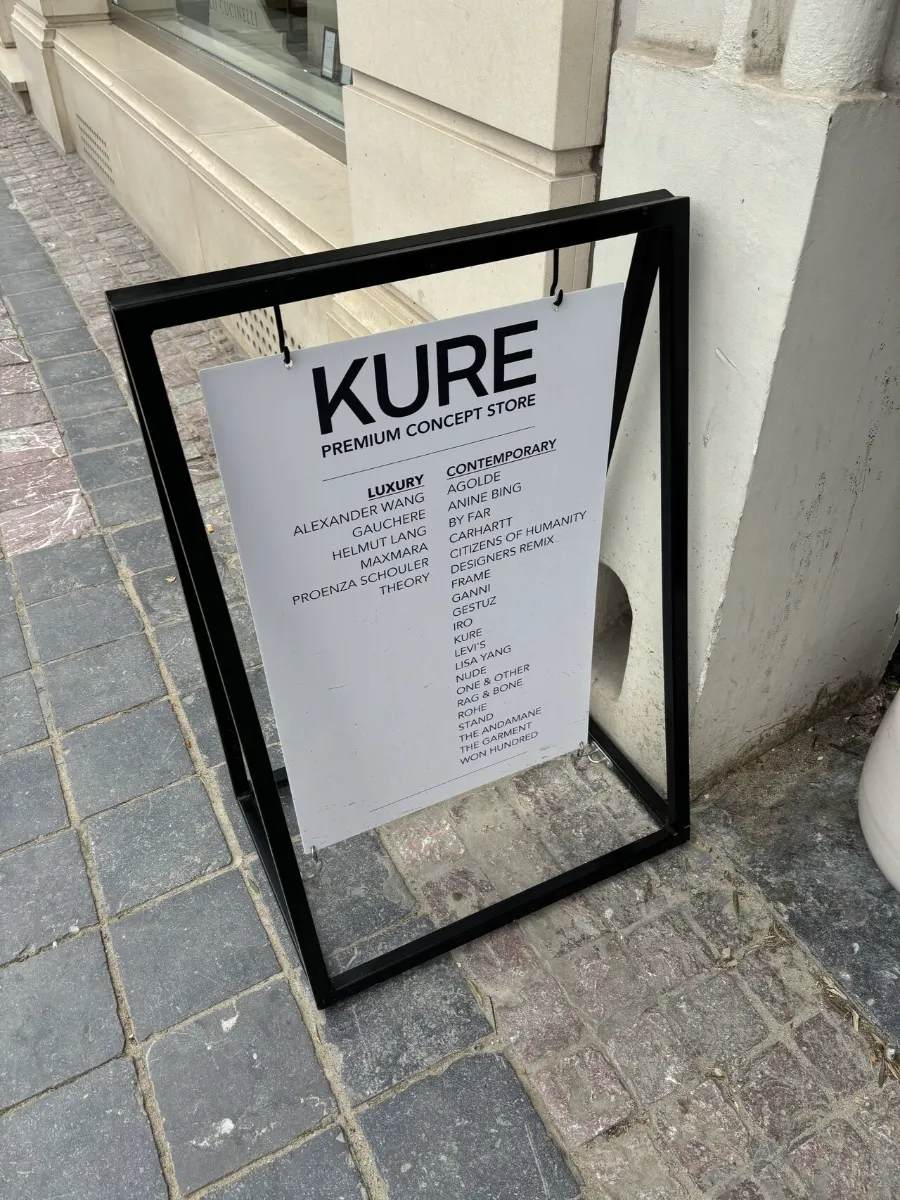 CUCINELLI
KURE
PREMIUM CONCEPT STORE
LUXURY
ALEXANDER WANG
GAUCHERE
HELMUT LANG
MAXMARA
PROENZA SCHOULER
THEORY
CONTEMPORARY
AGOLDE
ANINE BING
BY FAR
CARHARTT
CITIZENS OF HUMANITY
DESIGNERS REMIX
FRAME
GANNI
GESTUZ
IRO
KURE
LEVI'S
LISA YANG
NUDE
ONE & OTHER
RAG & BONE
ROHE
STAND
THE ANDAMANE
THE GARMENT
WON HUNDRED